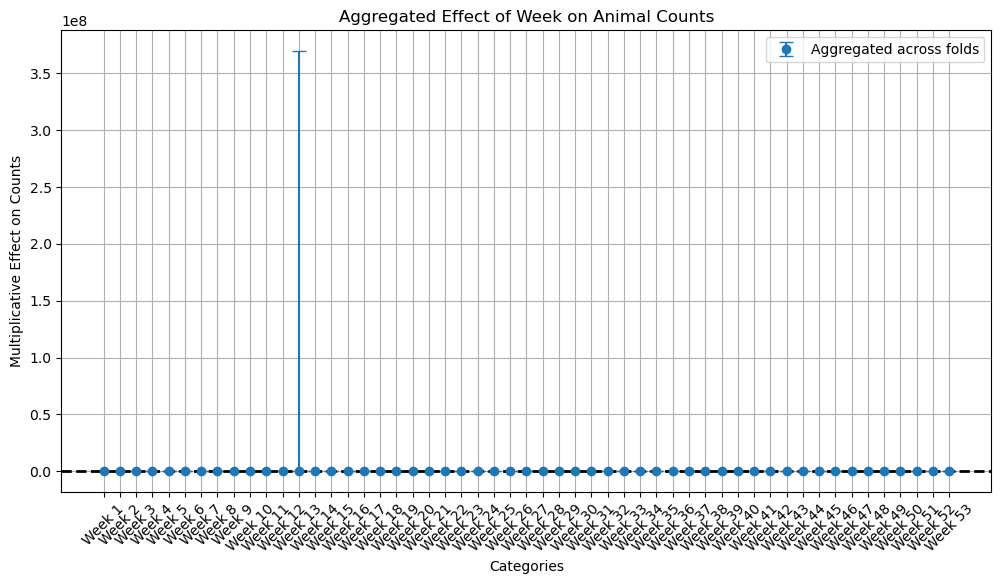 Aggregated Effect of Week on Animal Counts
1e8
Aggregated across folds
3.5
3.0
2.5
2.0
1.5
1.0
0.5
0.0
Multiplicative Effect on Counts
Week 1
Week 2
Week 3
Week 4
Week 5
Week 6
Week 7
Week 8
Week 9
Week 10
Week 11
Week 12
Week 13
Week 14
Week 15
Week 16
Week 17
Week 18
Week 19
Week 20
Week 21
Week 22
Week 23
Week 24
Week 25
Week 26
Week 27
Week 28
Week 29
Week 30
Week 31
Week 32
Week 33
Week 34
Week 35
Week 36
Week 37
Week 38
Week 39
Week 40
Week 41
Week 42
Week 43
Week 44
Week 45
Week 46
Week 47
Week 48
Week 49
Week 50
Week 51
Week 52
Week 53
Categories